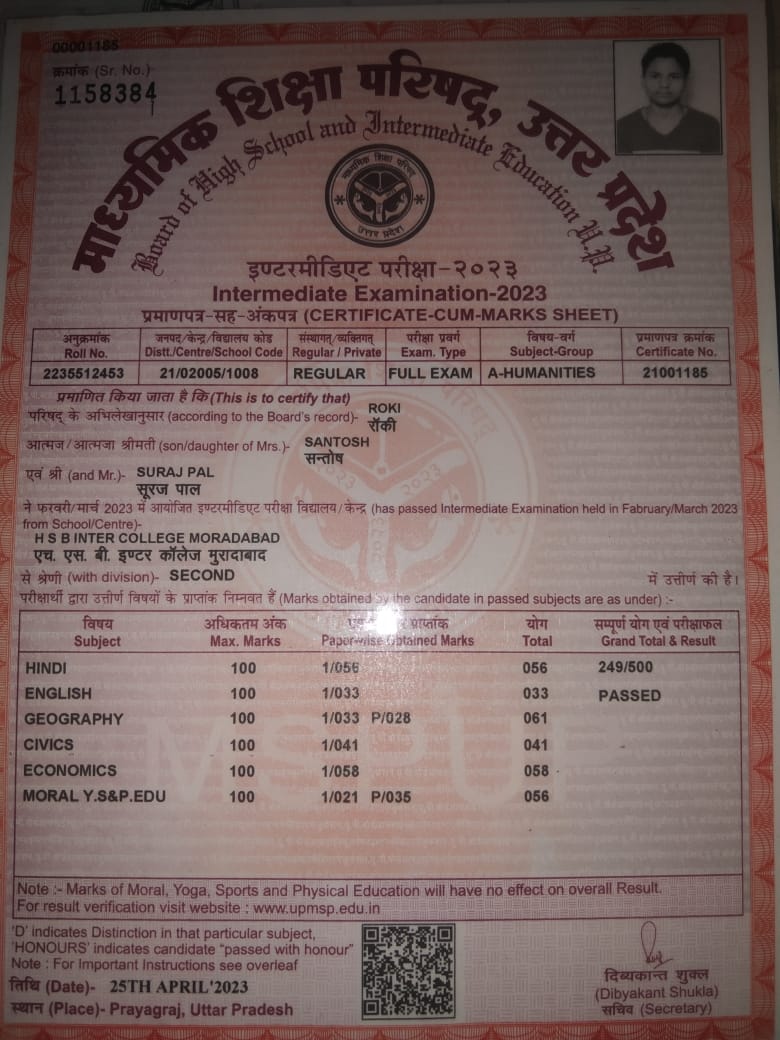 00001185
क्रमांक (Sr. No.)
1158384
माध्यमिक शिक्षा परिषद्, उत्तर प्रदेश
Board of High School and Intermediate Education U.P.
माध्यमिक शिक्षा परिषद
उत्तर प्रदेश
इण्टरमीडिएट परीक्षा-२०२३
Intermediate Examination-2023
प्रमाणपत्र-सह-अंकपत्र (CERTIFICATE-CUM-MARKS SHEET)
अनुक्रमांक जनपद/केन्द्र/विद्यालय कोड संस्थागत/व्यक्तिगत परीक्षा प्रवर्ग विषय-वर्ग प्रमाणपत्र क्रमांक
Roll No. Distt./Centre/School Code Regular / Private Exam. Type Subject-Group Certificate No.
2235512453 21/02005/1008 REGULAR FULL EXAM A-HUMANITIES 21001185
प्रमाणित किया जाता है कि (This is to certify that)
परिषद् के अभिलेखानुसार (according to the Board's record)- ROKI
रॉकी
आत्मज/आत्मजा श्रीमती (son/daughter of Mrs.)- SANTOSH
सन्तोष
एवं श्री (and Mr.)- SURAJ PAL
सूरज पाल
ने फरवरी/मार्च 2023 में आयोजित इण्टरमीडिएट परीक्षा विद्यालय/केन्द्र (has passed Intermediate Examination held in Fabruary/March 2023
from School/Centre)-
H S B INTER COLLEGE MORADABAD
एच. एस. बी. इण्टर कॉलेज मुरादाबाद
से श्रेणी (with division)- SECOND में उत्तीर्ण की है।
परीक्षार्थी द्वारा उत्तीर्ण विषयों के प्राप्तांक निम्नवत हैं (Marks obtained by the candidate in passed subjects are as under) :-
विषय अधिकतम अंक प्राप्तांक योग सम्पूर्ण योग एवं परीक्षाफल
Subject Max. Marks Paper-wise Obtained Marks Total Grand Total & Result
HINDI 100 1/056 056 249/500
ENGLISH 100 1/033 033 PASSED
GEOGRAPHY 100 1/033 P/028 061
CIVICS 100 1/041 041
ECONOMICS 100 1/058 058
MORAL Y.S&P.EDU 100 1/021 P/035 056
Note :- Marks of Moral, Yoga, Sports and Physical Education will have no effect on overall Result.
For result verification visit website : www.upmsp.edu.in
'D' indicates Distinction in that particular subject,
'HONOURS' indicates candidate "passed with honour"
Note : For Important Instructions see overleaf
तिथि (Date)- 25TH APRIL'2023
स्थान (Place)- Prayagraj, Uttar Pradesh
दिब्यकान्त शुक्ल
(Dibyakant Shukla)
सचिव (Secretary)